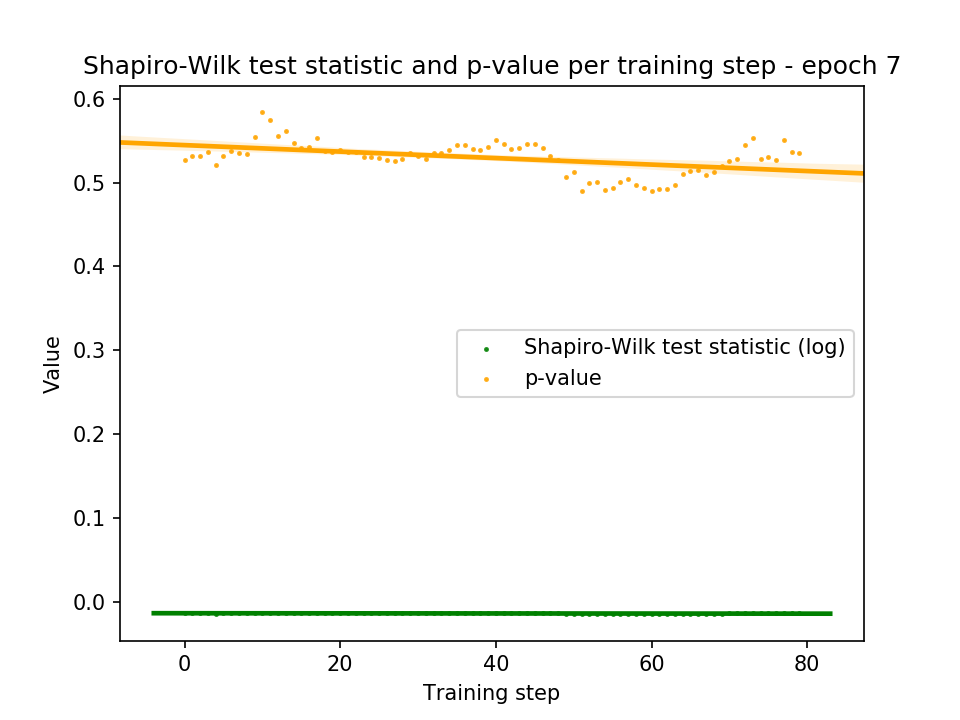 Shapiro-Wilk test statistic and p-value per training step - epoch 7
0.6
0.5
0.4
0.3
0.2
0.1
0.0
Value
Shapiro-Wilk test statistic (log)
p-value
0
20
40
60
80
Training step